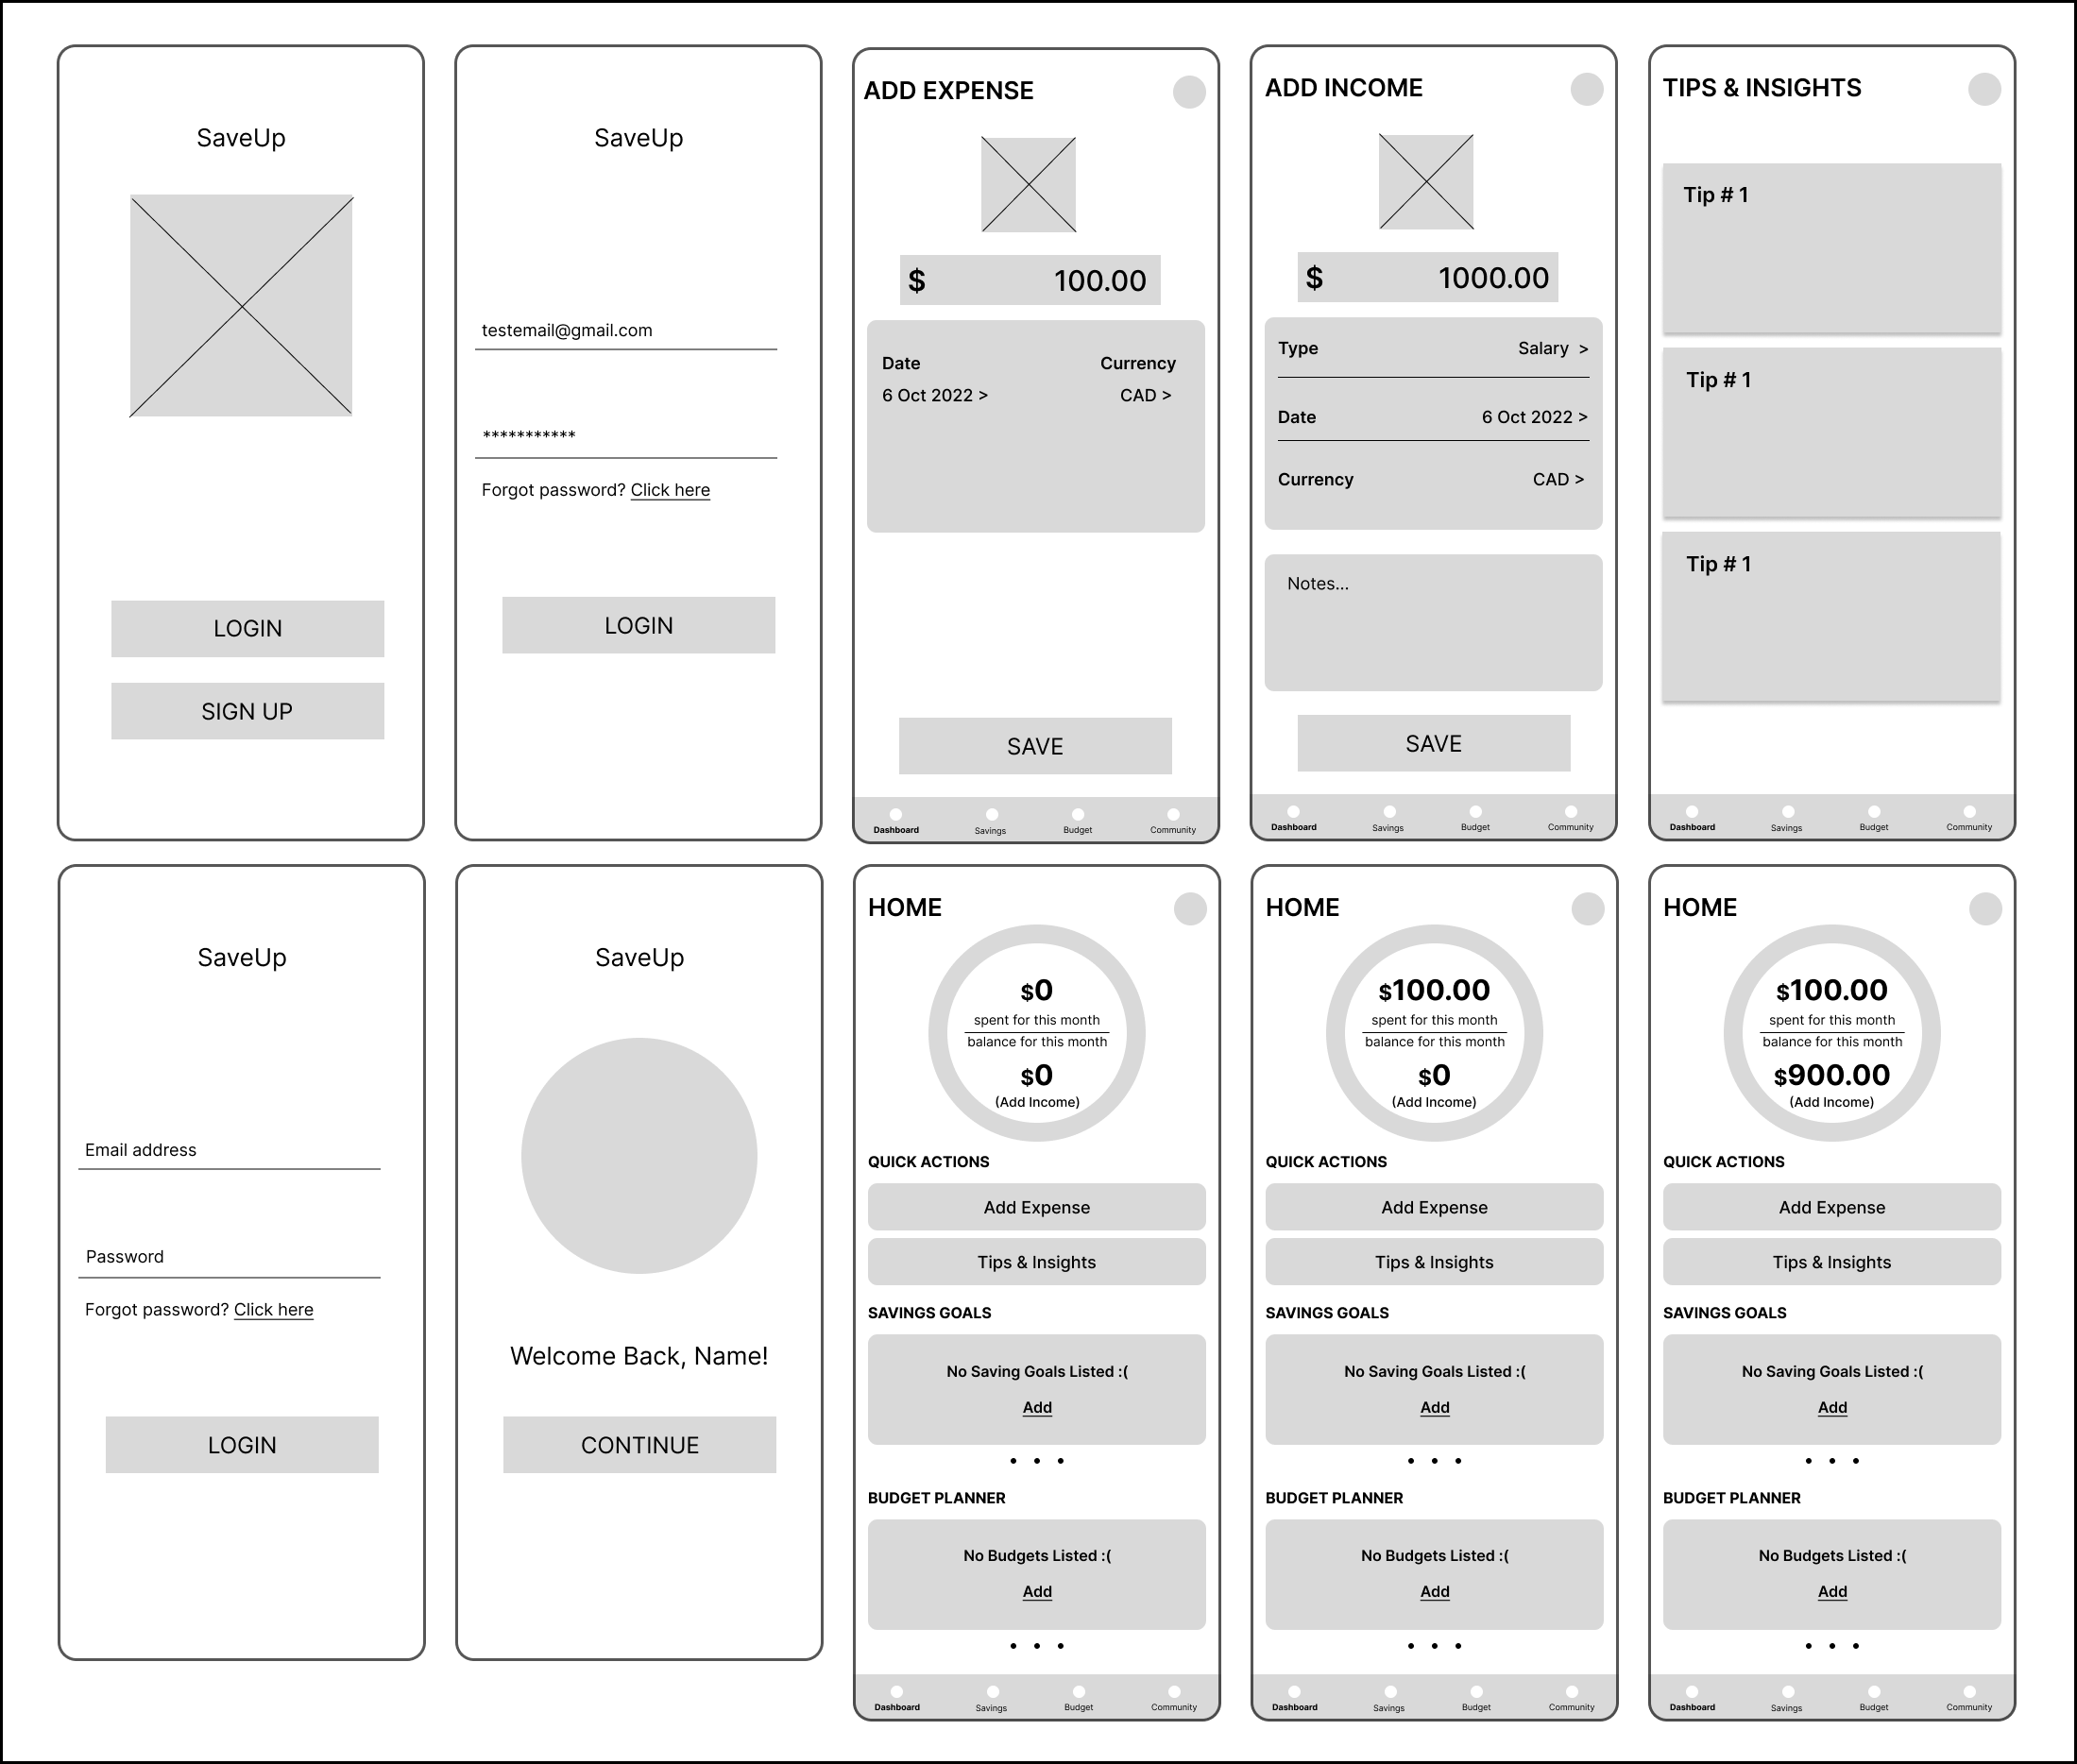 SaveUp
LOGIN
SIGN UP
SaveUp
testemail@gmail.com
***********
Forgot password? Click here
LOGIN
ADD EXPENSE
$ 100.00
Date Currency
6 Oct 2022 > CAD >
SAVE
Dashboard Savings Budget Community
ADD INCOME
$ 1000.00
Type Salary >
Date 6 Oct 2022 >
Currency CAD >
Notes...
SAVE
Dashboard Savings Budget Community
TIPS & INSIGHTS
Tip # 1
Tip # 1
Tip # 1
Dashboard Savings Budget Community
SaveUp
Email address
Password
Forgot password? Click here
LOGIN
SaveUp
Welcome Back, Name!
CONTINUE
HOME
$0
spent for this month
balance for this month
$0
(Add Income)
QUICK ACTIONS
Add Expense
Tips & Insights
SAVINGS GOALS
No Saving Goals Listed :(
Add
BUDGET PLANNER
No Budgets Listed :(
Add
Dashboard Savings Budget Community
HOME
$100.00
spent for this month
balance for this month
$0
(Add Income)
QUICK ACTIONS
Add Expense
Tips & Insights
SAVINGS GOALS
No Saving Goals Listed :(
Add
BUDGET PLANNER
No Budgets Listed :(
Add
Dashboard Savings Budget Community
HOME
$100.00
spent for this month
balance for this month
$900.00
(Add Income)
QUICK ACTIONS
Add Expense
Tips & Insights
SAVINGS GOALS
No Saving Goals Listed :(
Add
BUDGET PLANNER
No Budgets Listed :(
Add
Dashboard Savings Budget Community